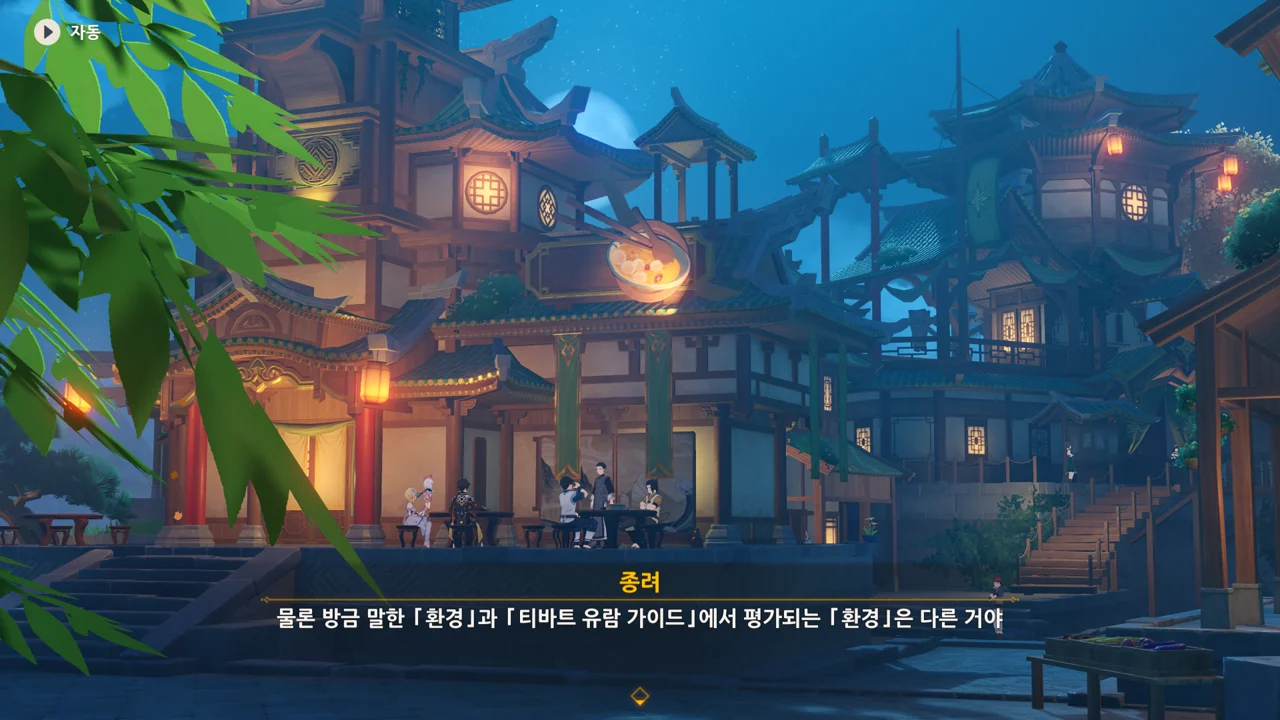 자동
종려
물론 방금 말한 「환경」과 「티바트 유람 가이드」에서 평가되는 「환경」은 다른 거야